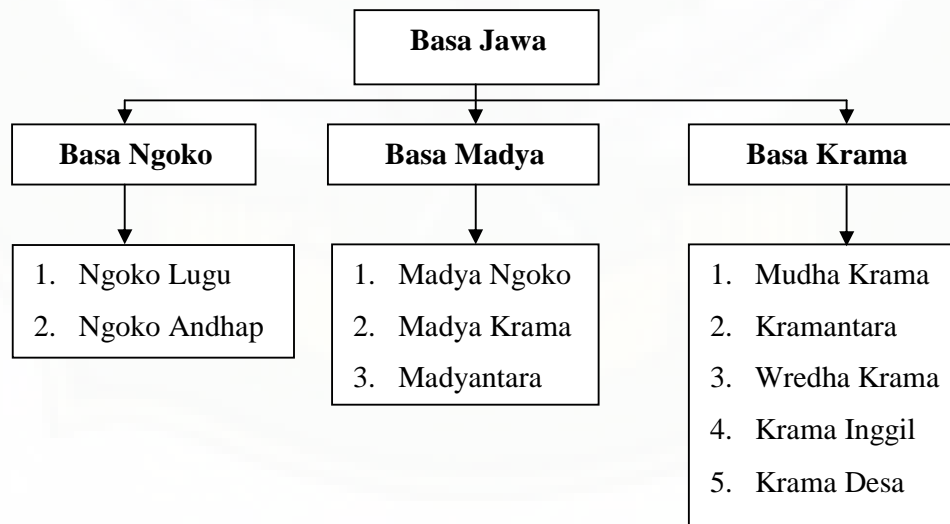 Basa Jawa
Basa Ngoko
Basa Madya
Basa Krama
1. Ngoko Lugu
2. Ngoko Andhap
1. Madya Ngoko
2. Madya Krama
3. Madyantara
1. Mudha Krama
2. Kramantara
3. Wredha Krama
4. Krama Inggil
5. Krama Desa